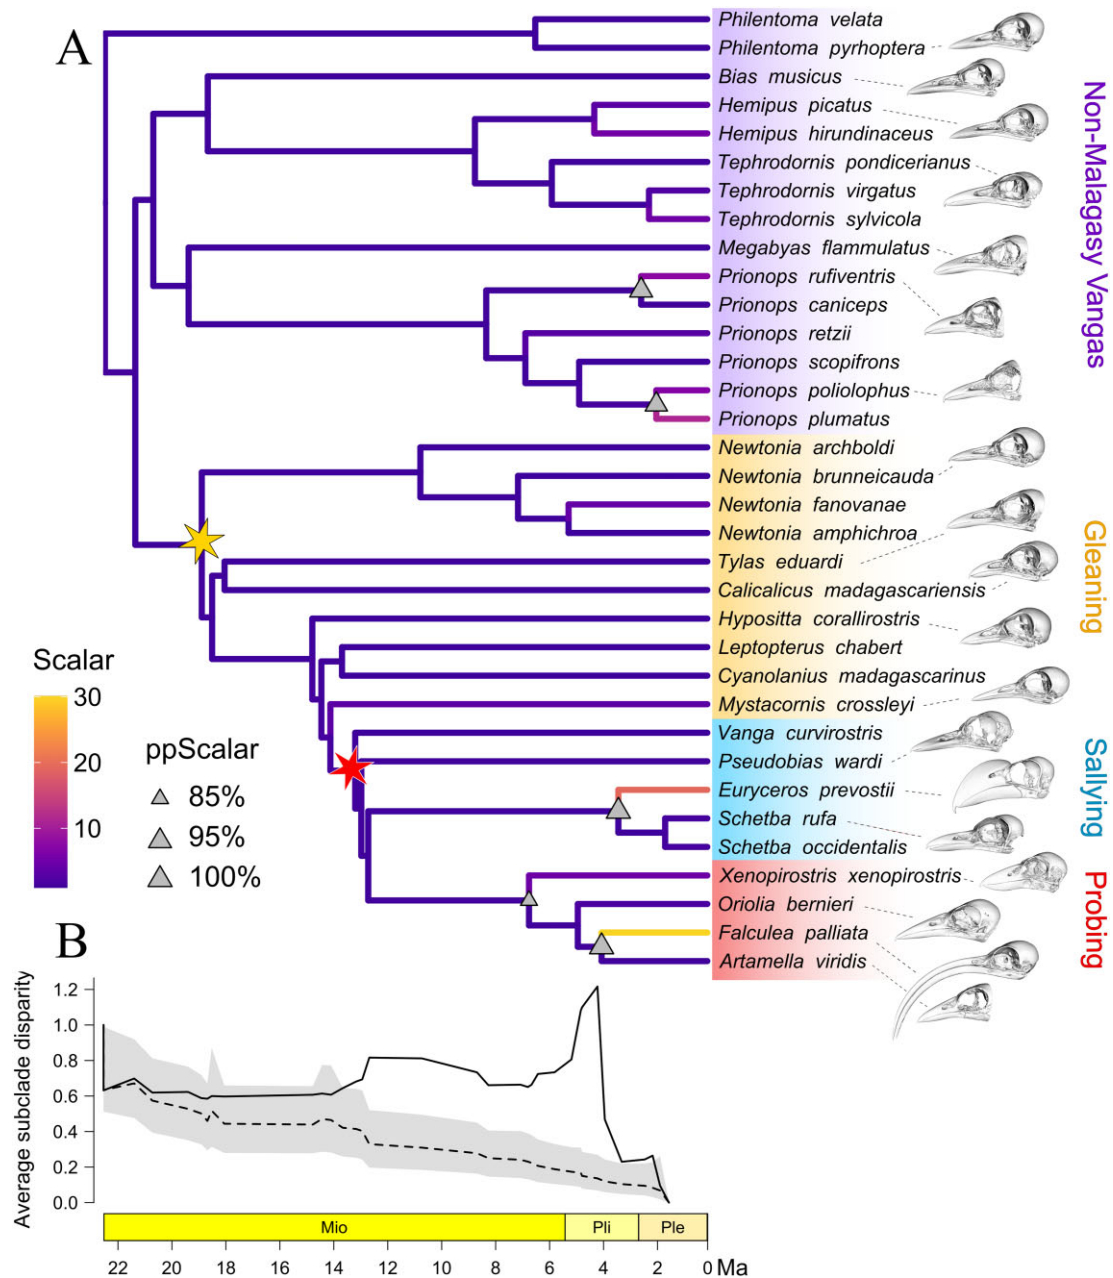 A
Philentoma velata
Philentoma pyrhoptera
Bias musicus
Hemipus picatus
Hemipus hirundinaceus
Tephrodornis pondicerianus
Tephrodornis virgatus
Tephrodornis sylvicola
Megabyas flammulatus
Prionops rufiventris
Prionops caniceps
Prionops retzii
Prionops scopifrons
Prionops poliolophus
Prionops plumatus
Non-Malagasy Vangas
Newtonia archboldi
Newtonia brunneicauda
Newtonia fanovanae
Newtonia amphichroa
Tylas eduardi
Calicalicus madagascariensis
Hypositta corallirostris
Leptopterus chabert
Cyanolanius madagascarinus
Mystacornis crossleyi
Gleaning
Vanga curvirostris
Pseudobias wardi
Euryceros prevostii
Schetba rufa
Schetba occidentalis
Sallying
Xenopirostris xenopirostris
Oriolia bernieri
Falculea palliata
Artamella viridis
Probing
Scalar
30
20
10
ppScalar
85%
95%
100%
B
Average subclade disparity
1.2
1.0
0.8
0.6
0.4
0.2
0.0
Mio Pli Ple
22 20 18 16 14 12 10 8 6 4 2 0 Ma